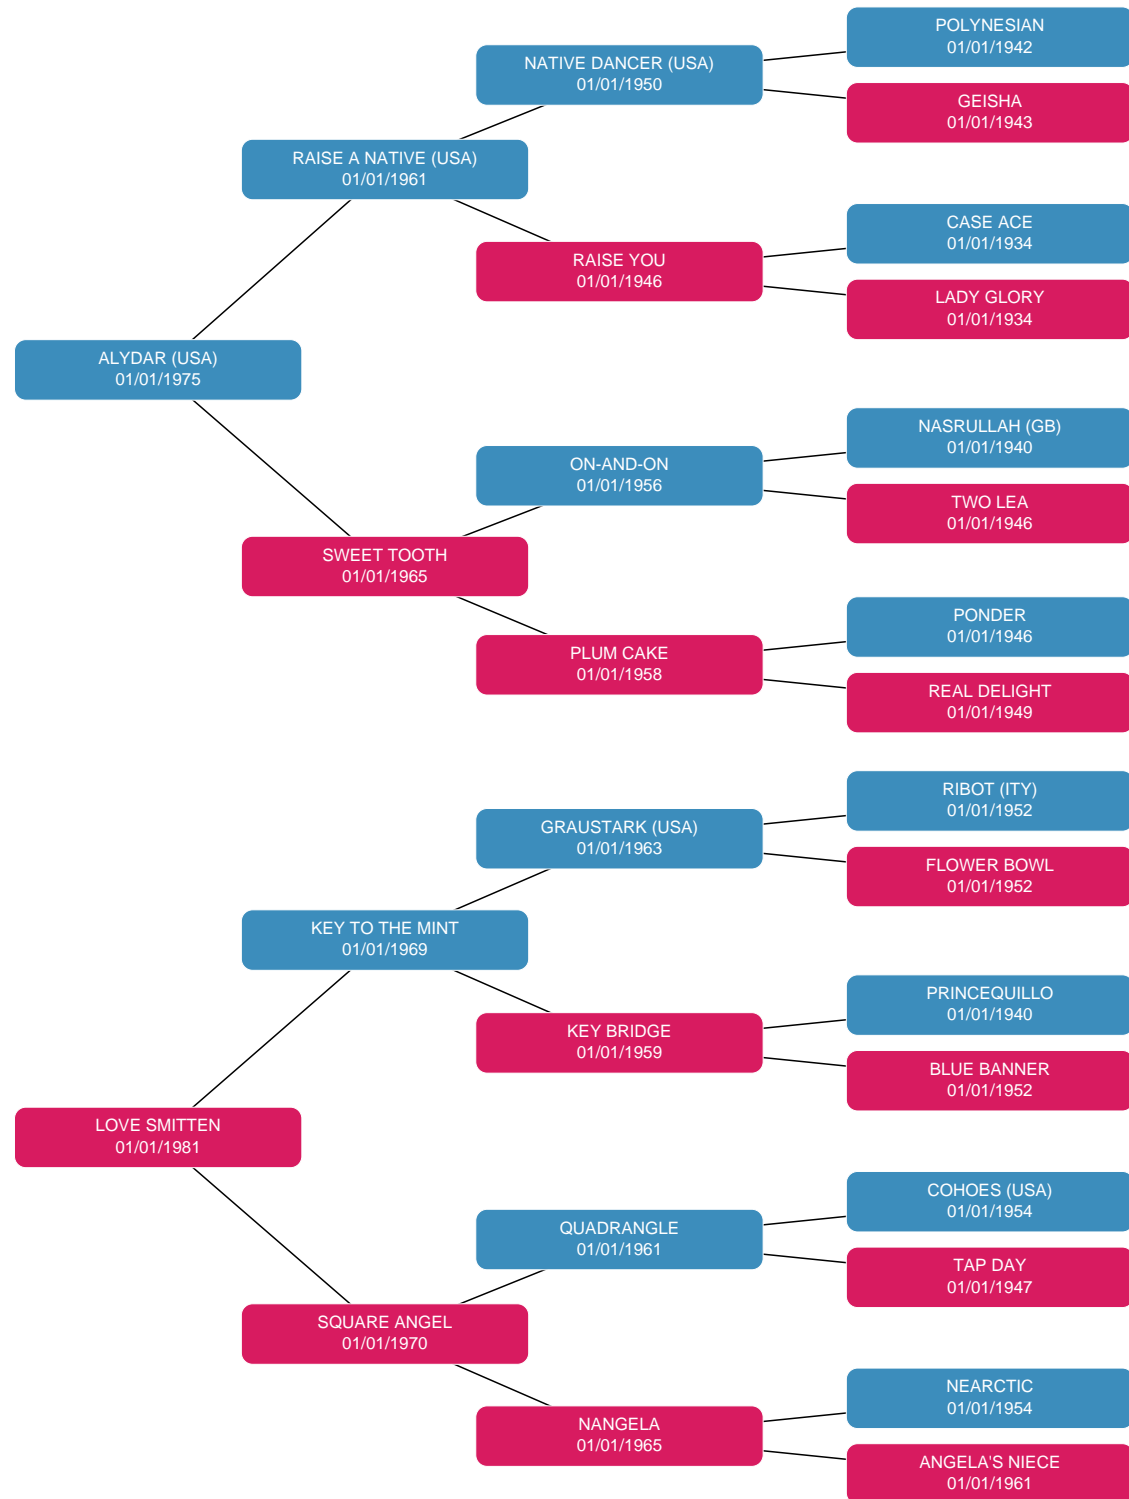 POLYNESIAN
01/01/1942
NATIVE DANCER (USA)
01/01/1950
GEISHA
01/01/1943
RAISE A NATIVE (USA)
01/01/1961
CASE ACE
01/01/1934
RAISE YOU
01/01/1946
LADY GLORY
01/01/1934
ALYDAR (USA)
01/01/1975
NASRULLAH (GB)
01/01/1940
ON-AND-ON
01/01/1956
TWO LEA
01/01/1946
SWEET TOOTH
01/01/1965
PONDER
01/01/1946
PLUM CAKE
01/01/1958
REAL DELIGHT
01/01/1949
RIBOT (ITY)
01/01/1952
GRAUSTARK (USA)
01/01/1963
FLOWER BOWL
01/01/1952
KEY TO THE MINT
01/01/1969
PRINCEQUILLO
01/01/1940
KEY BRIDGE
01/01/1959
BLUE BANNER
01/01/1952
LOVE SMITTEN
01/01/1981
COHOES (USA)
01/01/1954
QUADRANGLE
01/01/1961
TAP DAY
01/01/1947
SQUARE ANGEL
01/01/1970
NEARCTIC
01/01/1954
NANGELA
01/01/1965
ANGELA'S NIECE
01/01/1961